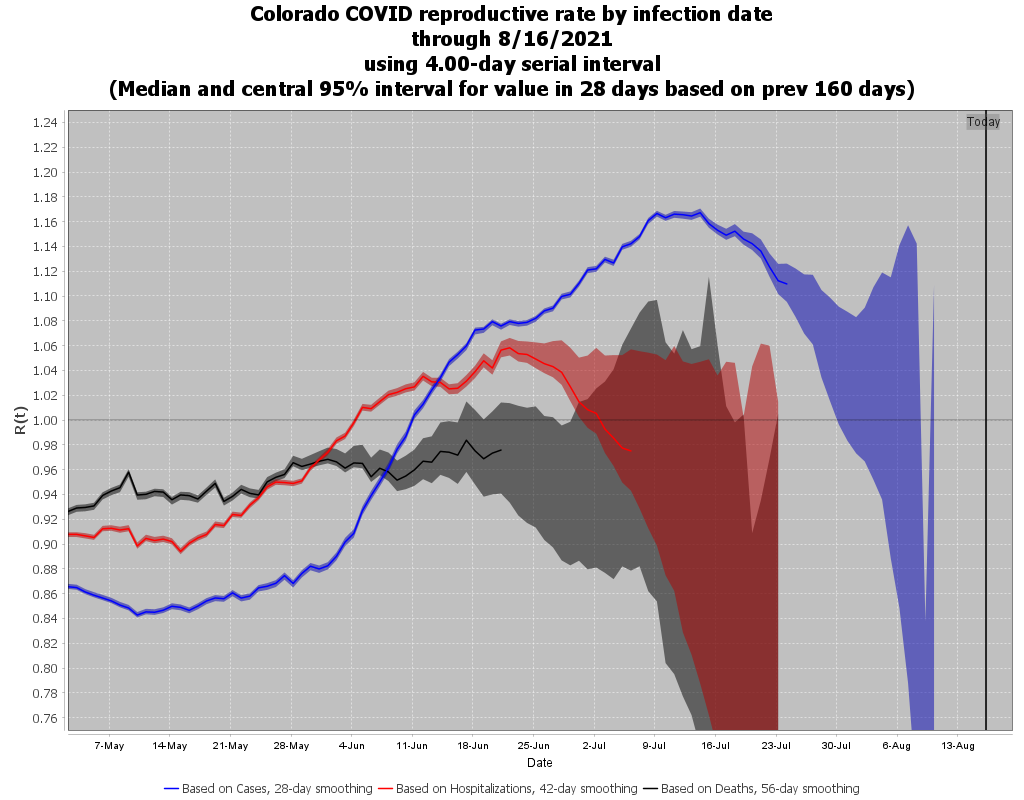 Colorado COVID reproductive rate by infection date
through 8/16/2021
using 4.00-day serial interval
(Median and central 95% interval for value in 28 days based on prev 160 days)
Today
R(t)
1.24
1.22
1.20
1.18
1.16
1.14
1.12
1.10
1.08
1.06
1.04
1.02
1.00
0.98
0.96
0.94
0.92
0.90
0.88
0.86
0.84
0.82
0.80
0.78
0.76
7-May 14-May 21-May 28-May 4-Jun 11-Jun 18-Jun 25-Jun 2-Jul 9-Jul 16-Jul 23-Jul 30-Jul 6-Aug 13-Aug
Date
Based on Cases, 28-day smoothing Based on Hospitalizations, 42-day smoothing Based on Deaths, 56-day smoothing